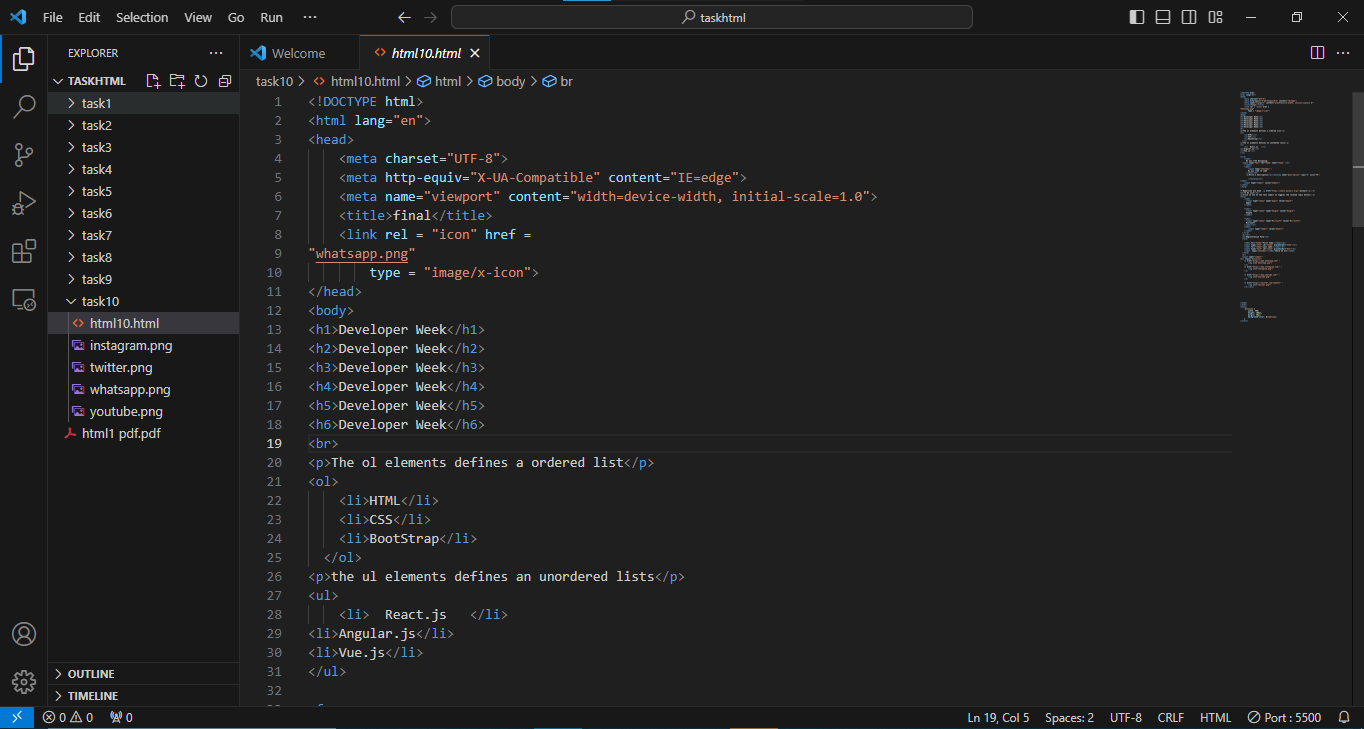 File Edit Selection View Go Run ··· taskhtml
EXPLORER ···
TASKHTML
task1
task2
task3
task4
task5
task6
task7
task8
task9
task10
html10.html
instagram.png
twitter.png
whatsapp.png
youtube.png
html1 pdf.pdf
OUTLINE
TIMELINE
Welcome html10.html
task10 > html10.html > html > body > br
1 <!DOCTYPE html>
2 <html lang="en">
3 <head>
4 <meta charset="UTF-8">
5 <meta http-equiv="X-UA-Compatible" content="IE=edge">
6 <meta name="viewport" content="width=device-width, initial-scale=1.0">
7 <title>final</title>
8 <link rel = "icon" href =
9 "whatsapp.png"
10 type = "image/x-icon">
11 </head>
12 <body>
13 <h1>Developer Week</h1>
14 <h2>Developer Week</h2>
15 <h3>Developer Week</h3>
16 <h4>Developer Week</h4>
17 <h5>Developer Week</h5>
18 <h6>Developer Week</h6>
19 <br>
20 <p>The ol elements defines a ordered list</p>
21 <ol>
22 <li>HTML</li>
23 <li>CSS</li>
24 <li>BootStrap</li>
25 </ol>
26 <p>the ul elements defines an unordered lists</p>
27 <ul>
28 <li>  React.js   </li>
29 <li>Angular.js</li>
30 <li>Vue.js</li>
31 </ul>
32
0 0 0 Ln 19, Col 5 Spaces: 2 UTF-8 CRLF HTML Port : 5500